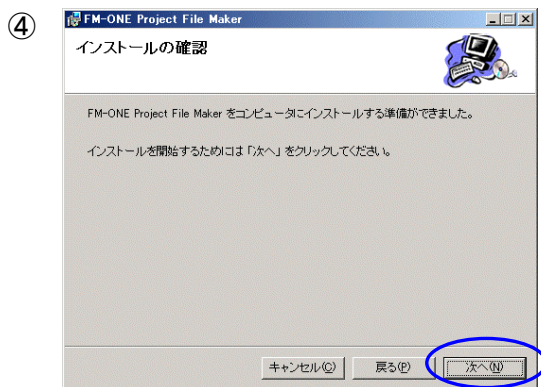 ④
FM-ONE Project File Maker
インストールの確認
FM-ONE Project File Maker をコンピュータにインストールする準備ができました。
インストールを開始するためには「次へ」をクリックしてください。
キャンセル(C) 戻る(P) 次へ(N)